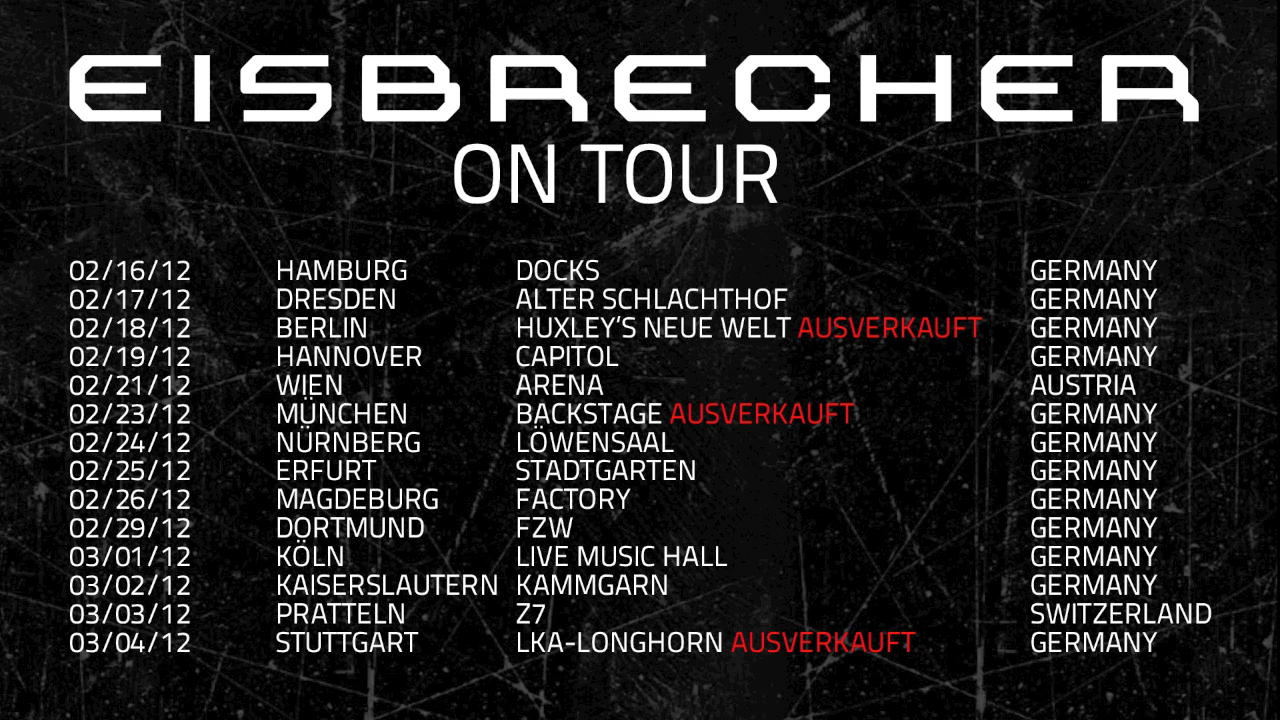 EISBRECHER
ON TOUR
02/16/12 HAMBURG DOCKS GERMANY
02/17/12 DRESDEN ALTER SCHLACHTHOF GERMANY
02/18/12 BERLIN HUXLEY'S NEUE WELT AUSVERKAUFT GERMANY
02/19/12 HANNOVER CAPITOL GERMANY
02/21/12 WIEN ARENA AUSTRIA
02/23/12 MÜNCHEN BACKSTAGE AUSVERKAUFT GERMANY
02/24/12 NÜRNBERG LÖWENSAAL GERMANY
02/25/12 ERFURT STADTGARTEN GERMANY
02/26/12 MAGDEBURG FACTORY GERMANY
02/29/12 DORTMUND FZW GERMANY
03/01/12 KÖLN LIVE MUSIC HALL GERMANY
03/02/12 KAISERSLAUTERN KAMMGARN GERMANY
03/03/12 PRATTELN Z7 SWITZERLAND
03/04/12 STUTTGART LKA-LONGHORN AUSVERKAUFT GERMANY